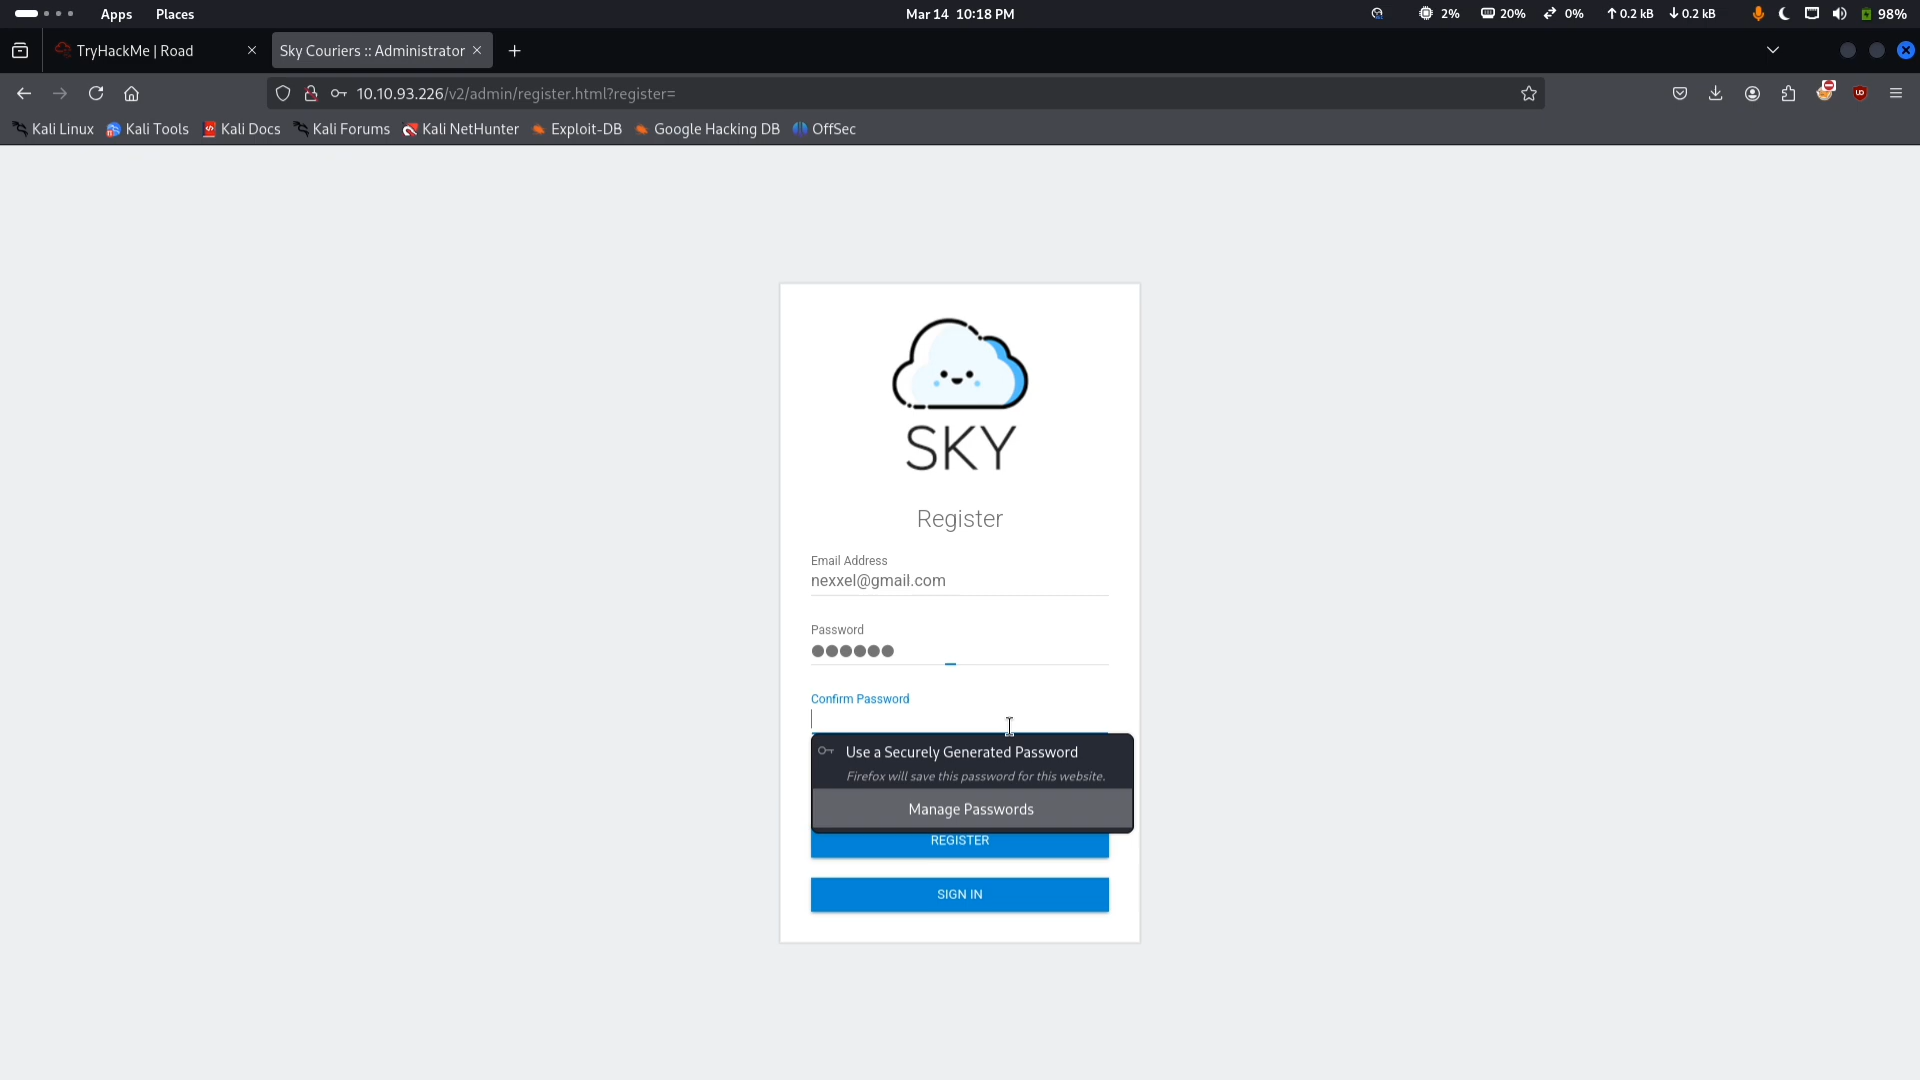 Apps Places Mar 14 10:18 PM 2% 20% 0% ↑0.2 kB ↓0.2 kB 98%
TryHackMe | Road Sky Couriers :: Administrator
10.10.93.226/v2/admin/register.html?register=
Kali Linux Kali Tools Kali Docs Kali Forums Kali NetHunter Exploit-DB Google Hacking DB OffSec
SKY
Register
Email Address
nexxel@gmail.com
Password
Confirm Password
Use a Securely Generated Password
Firefox will save this password for this website.
Manage Passwords
REGISTER
SIGN IN